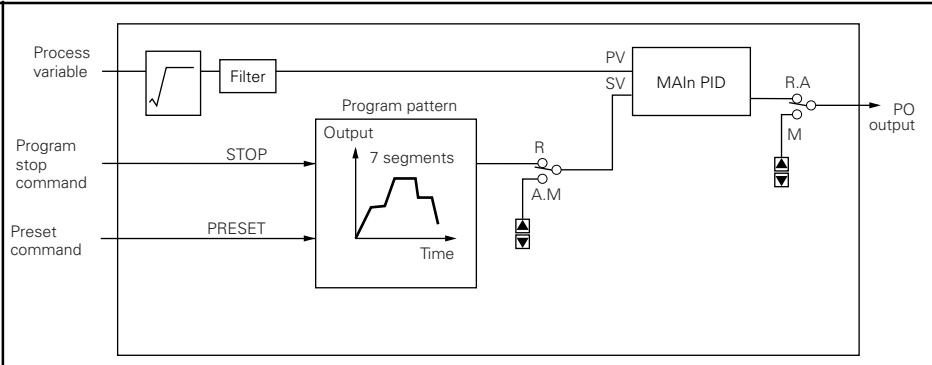 Process
variable
Filter
PV
SV
MAIn PID
R.A
M
PO
output
Program pattern
Output
7 segments
Time
Program
stop
command
STOP
Preset
command
PRESET
R
A.M